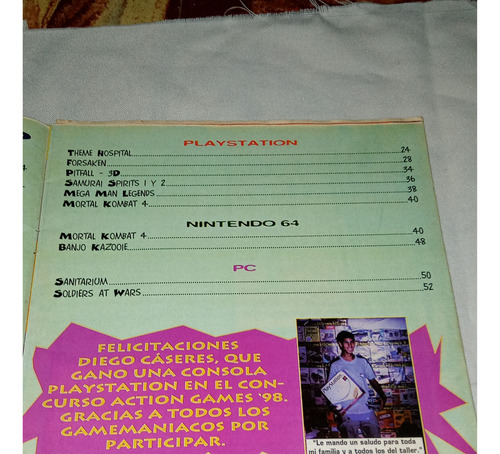 PLAYSTATION
THEME HOSPITAL 24
FORSAKEN 28
PITFALL - 3D 34
SAMURAI SPIRITS I Y 2 36
MEGA MAN LEGENDS 38
MORTAL KOMBAT 4 40
NINTENDO 64
MORTAL KOMBAT 4 40
BANJO KAZOOIE 48
PC
SANITARIUM 50
SOLDIERS AT WARS 52
FELICITACIONES
DIEGO CÁSERES, QUE
GANO UNA CONSOLA
PLAYSTATION EN EL CON-
CURSO ACTION GAMES '98.
GRACIAS A TODOS LOS
GAMEMANIACOS POR
PARTICIPAR.
"Le mando un saludo para toda
mi familia y a todos los del taller."